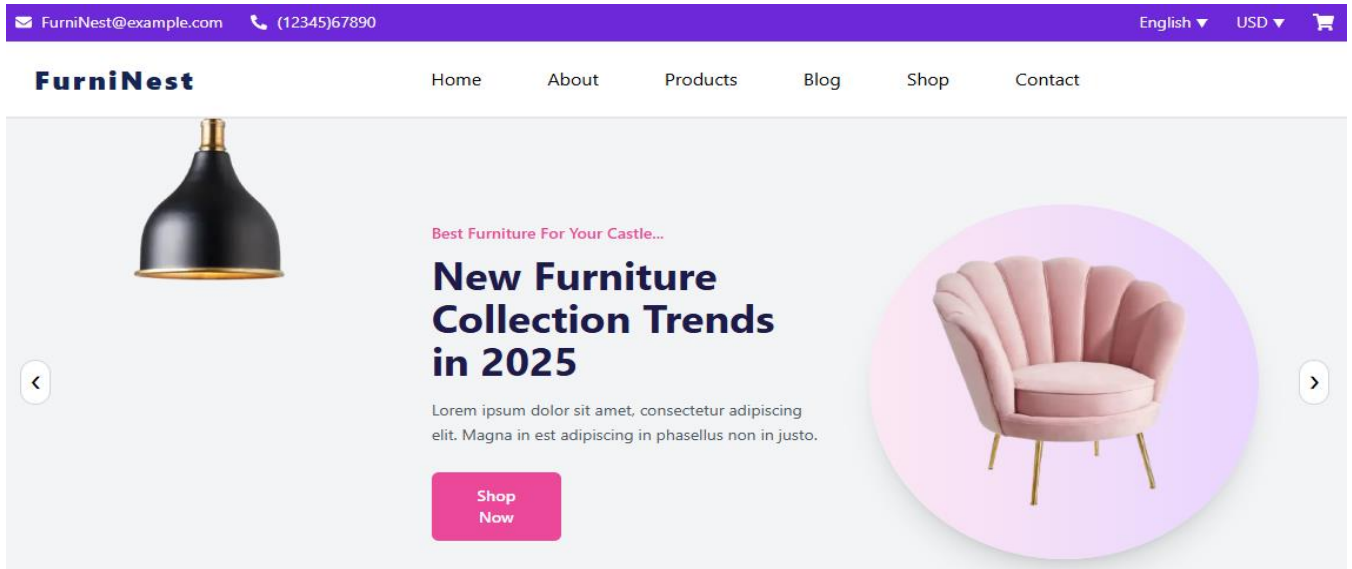 FurniNest@example.com (12345)67890 English ▼ USD ▼
FurniNest Home About Products Blog Shop Contact
Best Furniture For Your Castle...
New Furniture
Collection Trends
in 2025
Lorem ipsum dolor sit amet, consectetur adipiscing
elit. Magna in est adipiscing in phasellus non in justo.
Shop
Now